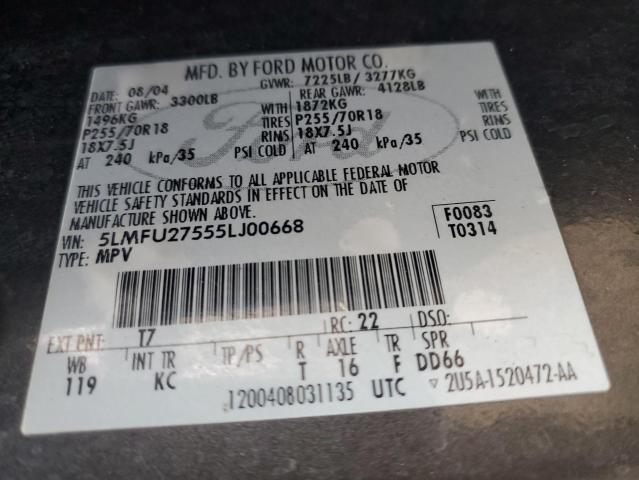 MFD. BY FORD MOTOR CO.
DATE: 08/04 GVWR: 7225LB/ 3277KG
FRONT GAWR: 3300LB REAR GAWR: 4128LB
1496KG WITH 1872KG WITH
P255/70R18 TIRES P255/70R18 TIRES
18X7.5J RINS 18X7.5J RINS
AT 240 kPa/35 PSI COLD AT 240 kPa/35 PSI COLD
Ford
THIS VEHICLE CONFORMS TO ALL APPLICABLE FEDERAL MOTOR
VEHICLE SAFETY STANDARDS IN EFFECT ON THE DATE OF
MANUFACTURE SHOWN ABOVE.
VIN: 5LMFU27555LJ00668 F0083
TYPE: MPV T0314
EXT PNT: T7 RC: 22 DSO:
WB INT TR TP/PS R AXLE TR SPR
119 KC T 16 F DD66
1200408031135 UTC ▽ 2U5A-1520472-AA